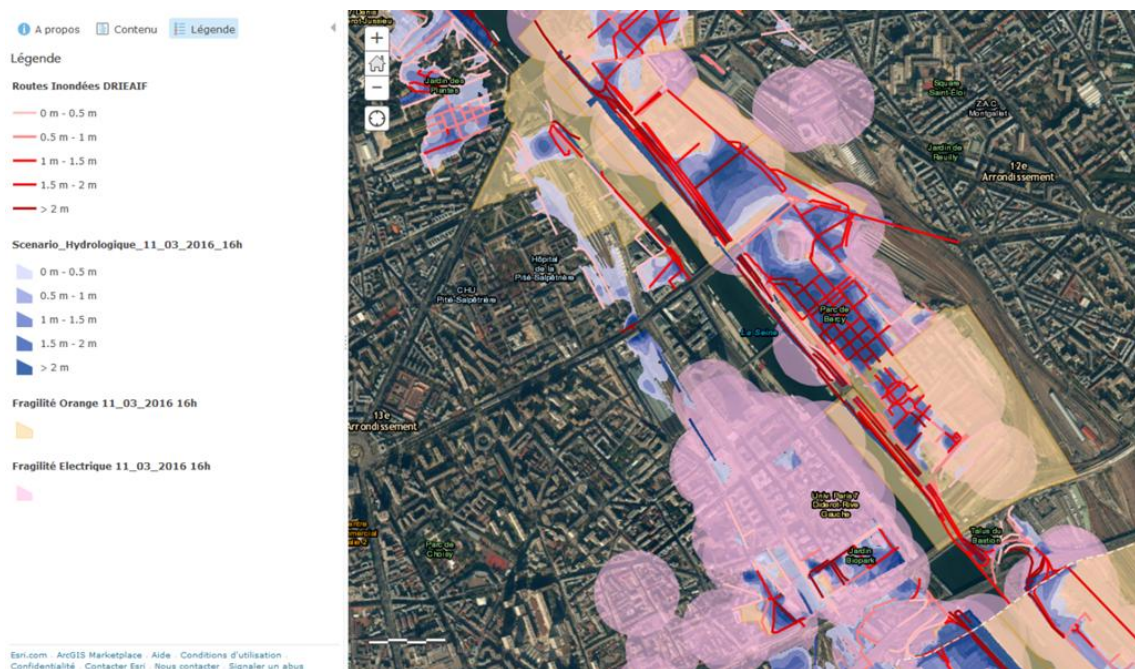 A propos
Contenu
Légende
Légende
Routes Inondées DRIEAIF
0 m - 0.5 m
0.5 m - 1 m
1 m - 1.5 m
1.5 m - 2 m
> 2 m
Scenario_Hydrologique_11_03_2016_16h
0 m - 0.5 m
0.5 m - 1 m
1 m - 1.5 m
1.5 m - 2 m
> 2 m
Fragilité Orange 11_03_2016 16h
Fragilité Electrique 11_03_2016 16h
Esri.com . ArcGIS Marketplace . Aide . Conditions d'utilisation .
Confidentialité . Contacter Esri . Nous contacter . Signaler un abus
+
−
Jardin des
Plantes
Square
Saint-Éloi
Z.A.C
Montgallet
Jardin de
Reuilly
12e
Arrondissement
Hôpital
de la
Pitié-Salpêtrière
CHU
Pitié-Salpêtrière
Parc de
Bercy
La Seine
13e
Arrondissement
Univ. Paris 7
Diderot-Rive
Gauche
Jardin
Biopark
Talus du
Bastion
Parc de
Choisy